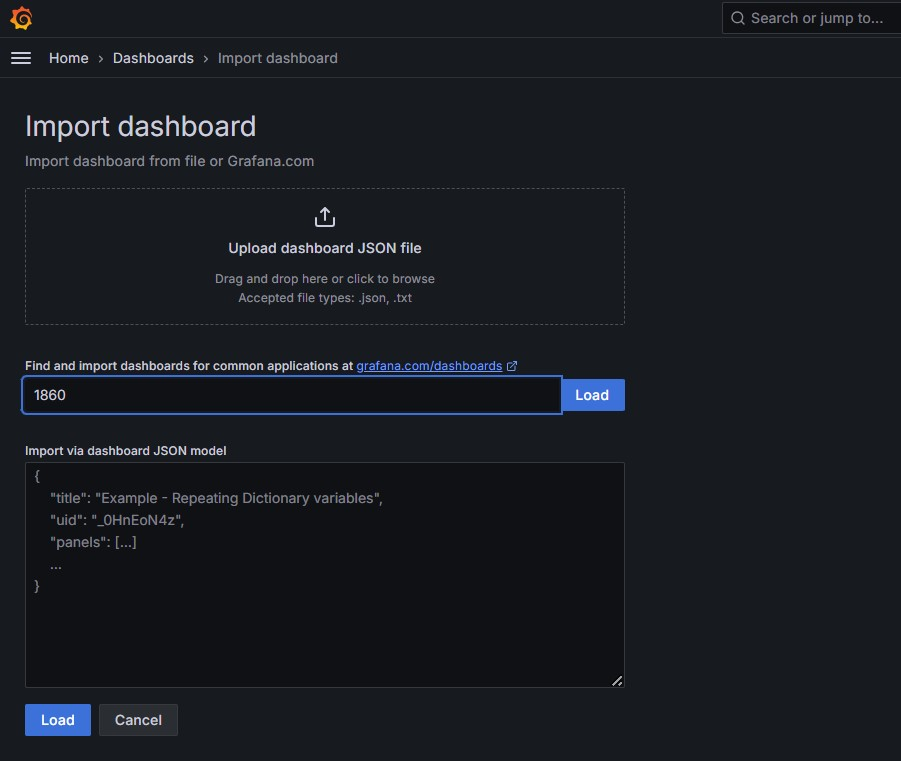 Search or jump to...
Home › Dashboards › Import dashboard
Import dashboard
Import dashboard from file or Grafana.com
Upload dashboard JSON file
Drag and drop here or click to browse
Accepted file types: .json, .txt
Find and import dashboards for common applications at grafana.com/dashboards
1860 Load
Import via dashboard JSON model
{
    "title": "Example - Repeating Dictionary variables",
    "uid": "_0HnEoN4z",
    "panels": [...]
    ...
}
Load Cancel